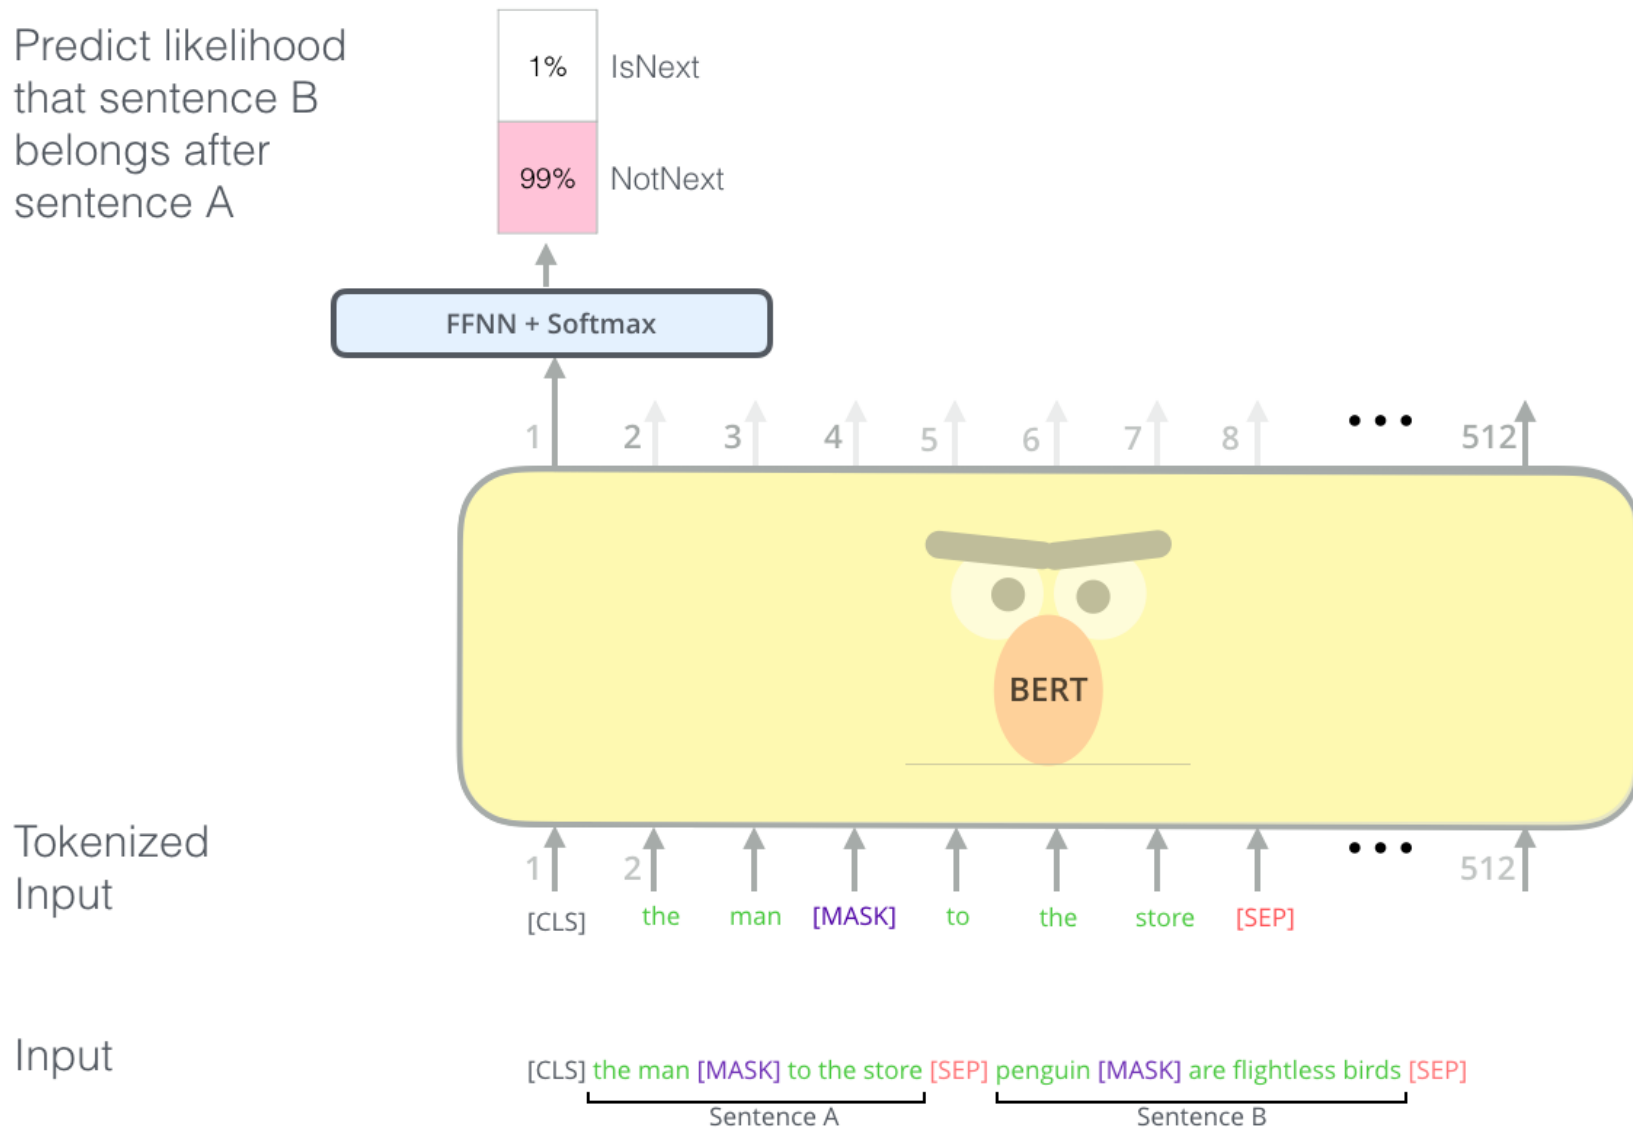 Predict likelihood
that sentence B
belongs after
sentence A
1% IsNext
99% NotNext
FFNN + Softmax
1 2 3 4 5 6 7 8 ••• 512
BERT
Tokenized
Input
1 2 ••• 512
[CLS] the man [MASK] to the store [SEP]
Input
[CLS] the man [MASK] to the store [SEP] penguin [MASK] are flightless birds [SEP]
Sentence A Sentence B